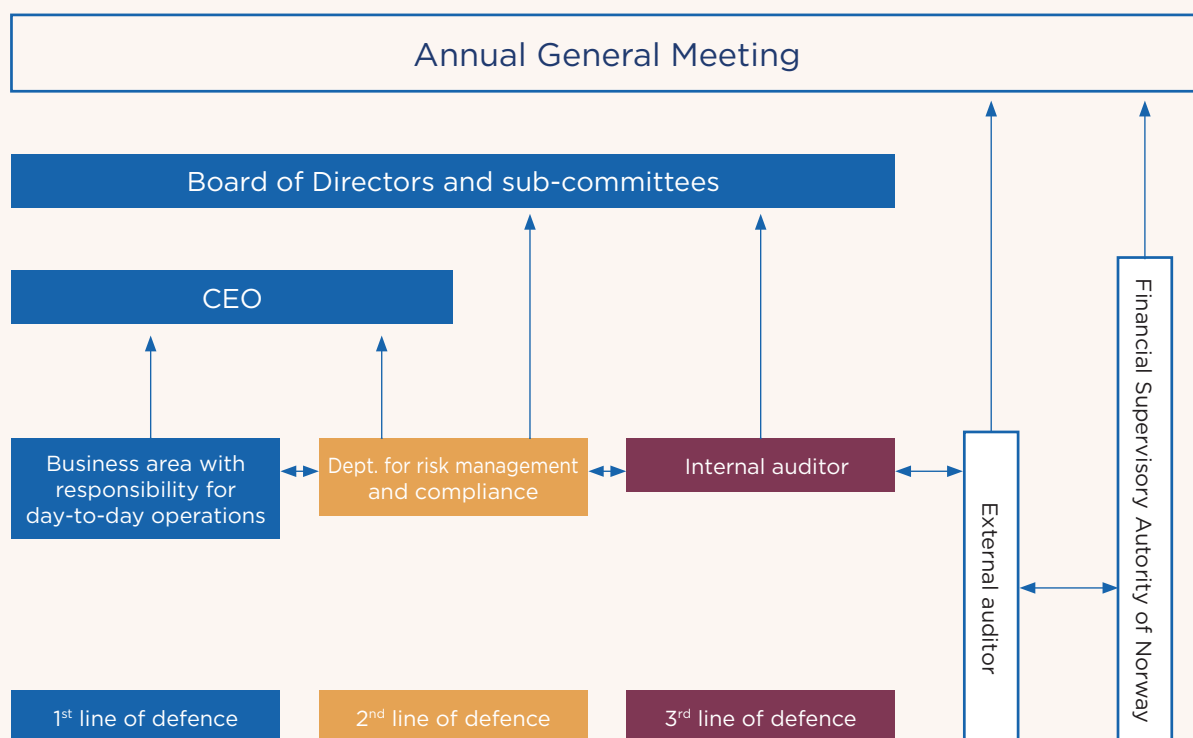 Annual General Meeting
Board of Directors and sub-committees
CEO
Business area with
responsibility for
day-to-day operations
Dept. for risk management
and compliance
Internal auditor
External auditor
Financial Supervisory Autority of Norway
1st line of defence
2nd line of defence
3rd line of defence